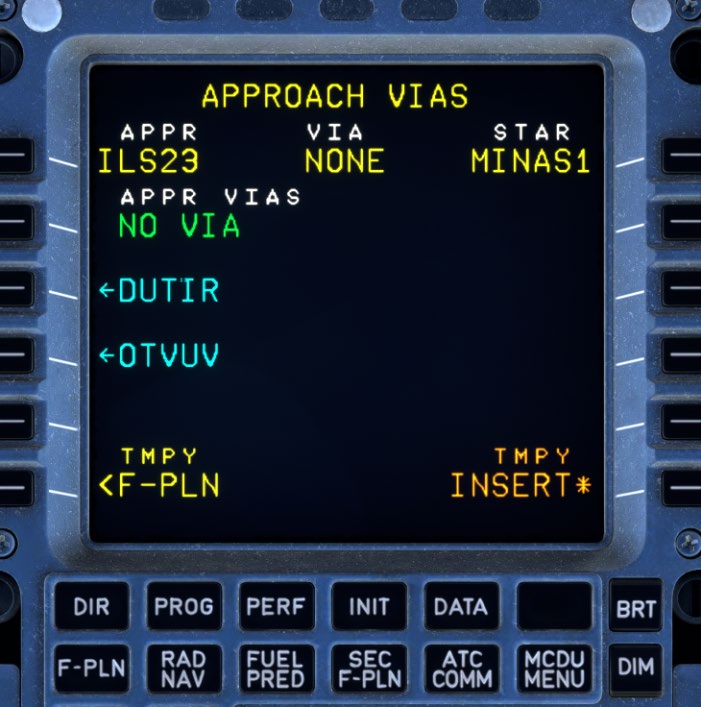 APPROACH VIAS
APPR VIA STAR
ILS23 NONE MINAS1
APPR VIAS
NO VIA
←DUTIR
←OTVUV
TMPY TMPY
<F-PLN INSERT*
DIR PROG PERF INIT DATA BRT
F-PLN RAD NAV FUEL PRED SEC F-PLN ATC COMM MCDU MENU DIM